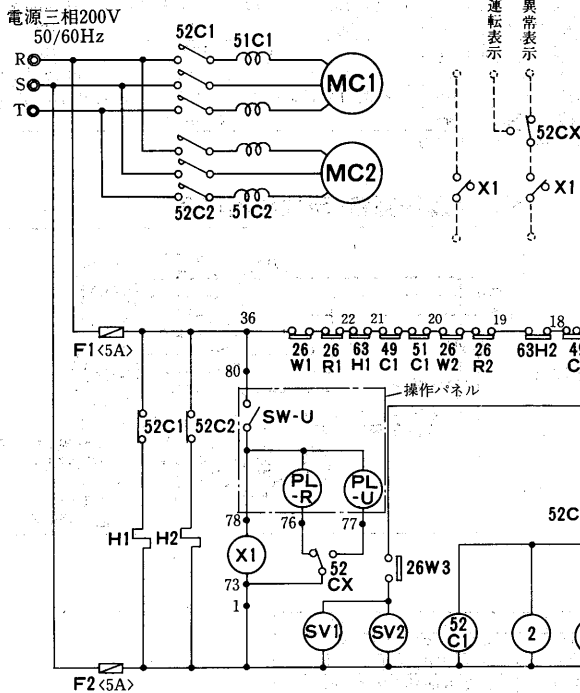 電源三相200V
50/60Hz
R
S
T
52C1
51C1
MC1
MC2
52C2
51C2
運転表示
異常表示
52CX
X1
X1
36
22
21
20
19
18
F1<5A>
26
W1
26
R1
63
H1
49
C1
51
C1
26
W2
26
R2
63H2
49
C
80
操作パネル
52C1
52C2
SW-U
PL
-R
PL
-U
H1
H2
78
76
77
52C
X1
52
CX
26W3
73
1
SV1
SV2
52
C1
2
F2<5A>